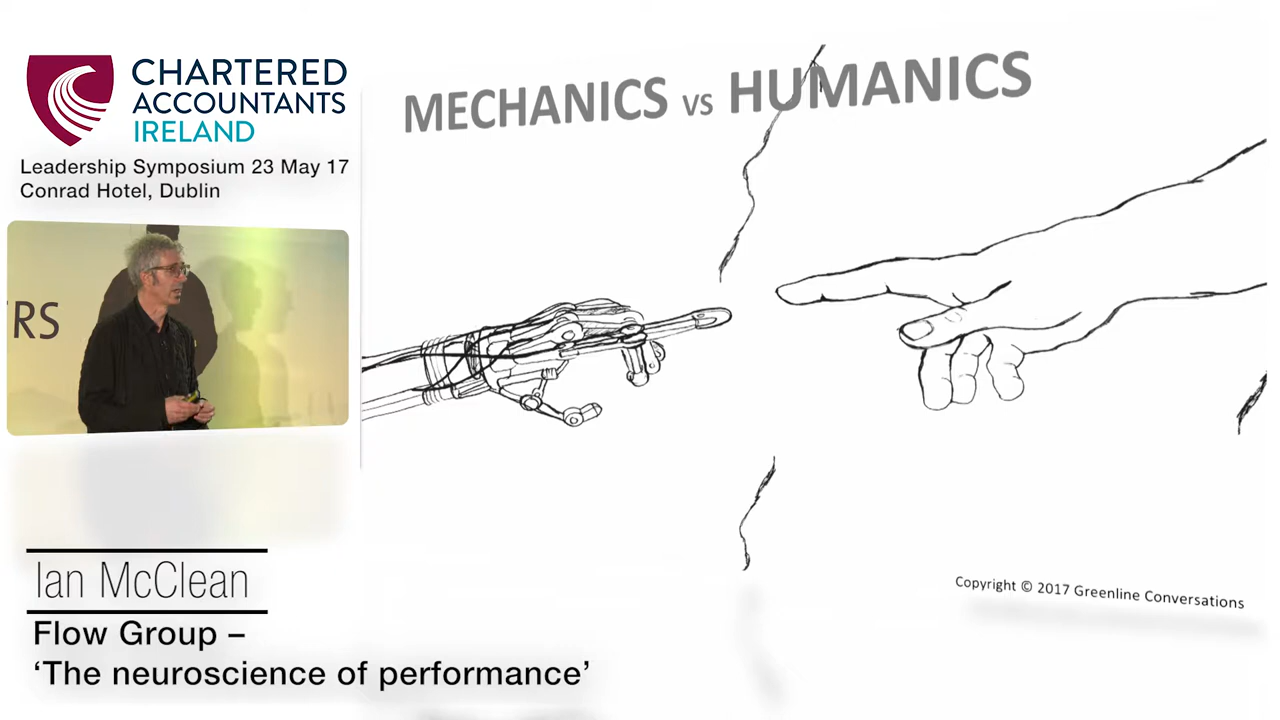 CHARTERED
ACCOUNTANTS
IRELAND
Leadership Symposium 23 May 17
Conrad Hotel, Dublin
RS
Ian McClean
Flow Group –
‘The neuroscience of performance’
MECHANICS VS HUMANICS
Copyright © 2017 Greenline Conversations